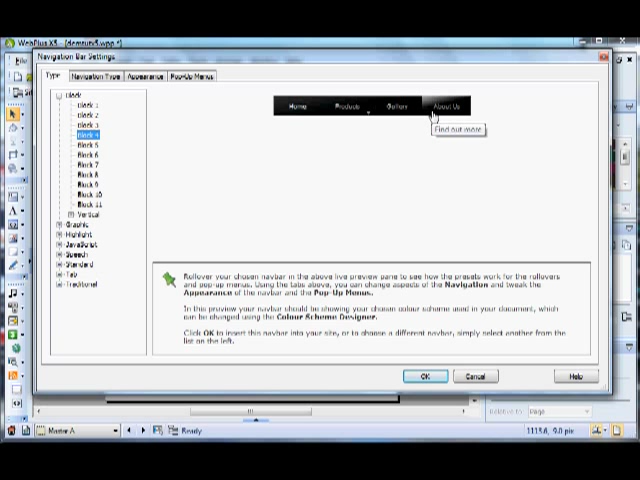 WebPlus X5 - [demturx5.wpp *]
Navigation Bar Settings
Type
Navigation Type
Appearance
Pop-Up Menus
Block
Block 1
Block 2
Block 3
Block 4
Block 5
Block 6
Block 7
Block 8
Block 9
Block 10
Block 11
Vertical
Graphic
Highlight
JavaScript
Speech
Standard
Tab
Traditional
Home Products Gallery About Us
Find out more
Rollover your chosen navbar in the above live preview pane to see how the presets work for the rollovers
and pop-up menus. Using the tabs above, you can change aspects of the Navigation and tweak the
Appearance of the navbar and the Pop-Up Menus.
In this preview your navbar should be showing your chosen colour scheme used in your document, which
can be changed using the Colour Scheme Designer.
Click OK to insert this navbar into your site, or to choose a different navbar, simply select another from the
list on the left.
OK Cancel Help
Relative to: Page
Master A
Ready